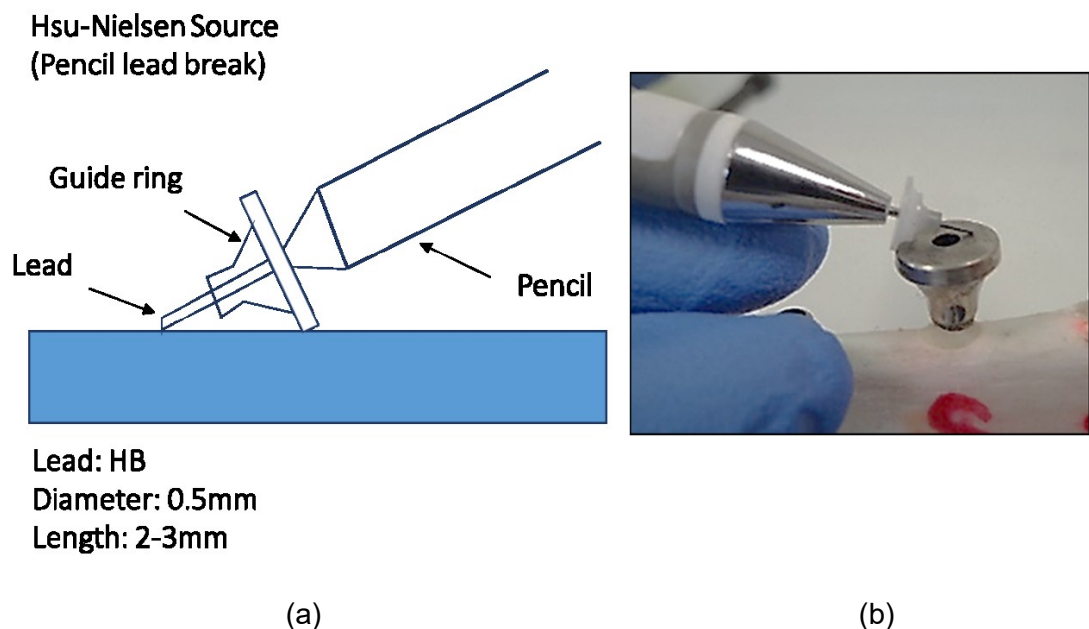 Hsu-Nielsen Source
(Pencil lead break)
Guide ring
Lead
Pencil
Lead: HB
Diameter: 0.5mm
Length: 2-3mm
(a)
(b)